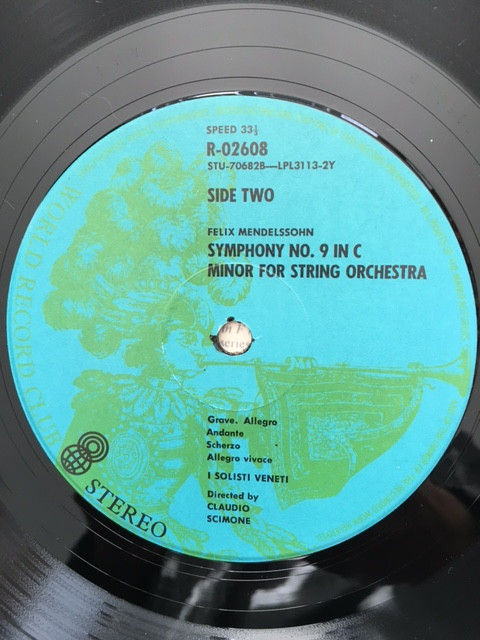 SPEED 33⅓
R-02608
STU-70682B—LPL3113-2Y
SIDE TWO
FELIX MENDELSSOHN
SYMPHONY NO. 9 IN C
MINOR FOR STRING ORCHESTRA
Grave. Allegro
Andante
Scherzo
Allegro vivace
I SOLISTI VENETI
Directed by
CLAUDIO
SCIMONE
WORLD RECORD CLUB
STEREO